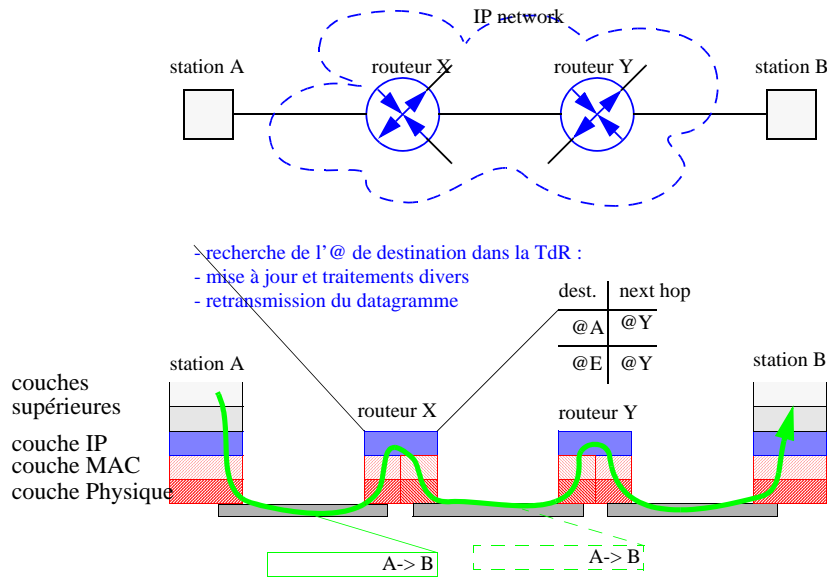 IP network
station A
routeur X
routeur Y
station B
- recherche de l'@ de destination dans la TdR :
- mise à jour et traitements divers
- retransmission du datagramme
dest.
next hop
@A
@Y
@E
@Y
station A
station B
couches
supérieures
routeur X
routeur Y
couche IP
couche MAC
couche Physique
A-> B
A-> B